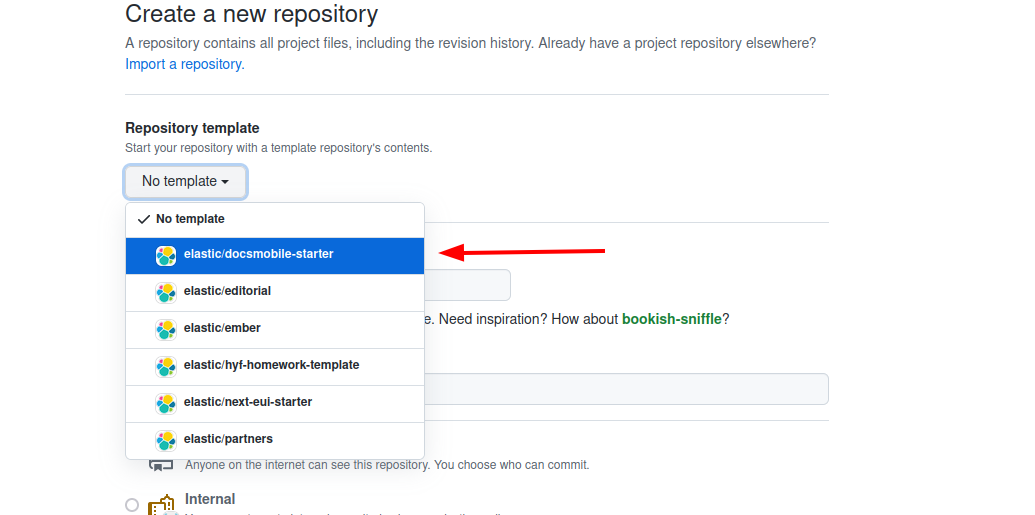 Create a new repository
A repository contains all project files, including the revision history. Already have a project repository elsewhere?
Import a repository.
Repository template
Start your repository with a template repository's contents.
No template
No template
elastic/docsmobile-starter
elastic/editorial
e. Need inspiration? How about bookish-sniffle?
elastic/ember
elastic/hyf-homework-template
elastic/next-eui-starter
elastic/partners
Anyone on the internet can see this repository. You choose who can commit.
Internal